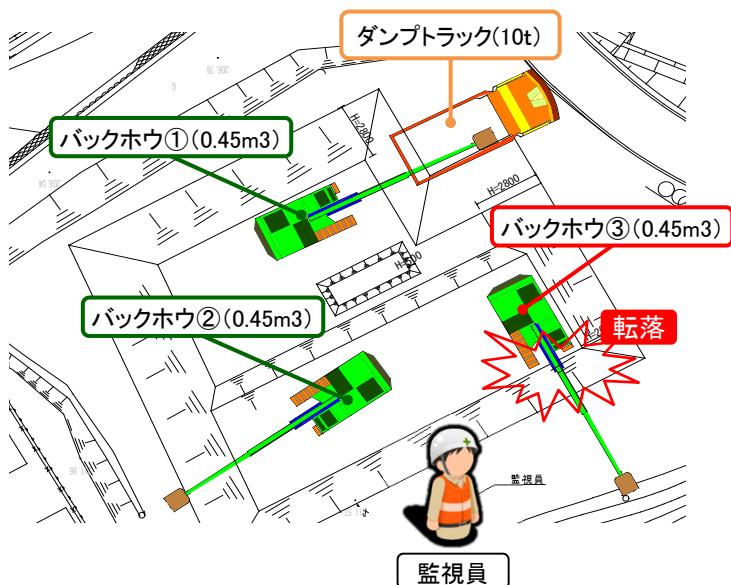 ダンプトラック(10t)
バックホウ①(0.45m3)
H=2800
H=2800
バックホウ③(0.45m3)
バックホウ②(0.45m3)
転落
監視員
監視員